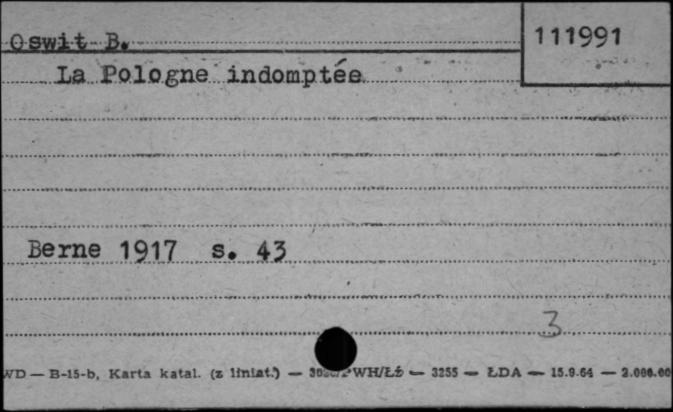 Oswit B.
111991
La Pologne indomptée
Berne 1917 s. 43
3
WD — B-15-b, Karta katal. (z liniat.) — WH/Łź — 3255 — ŁDA — 15.9.64 — 2.000.00